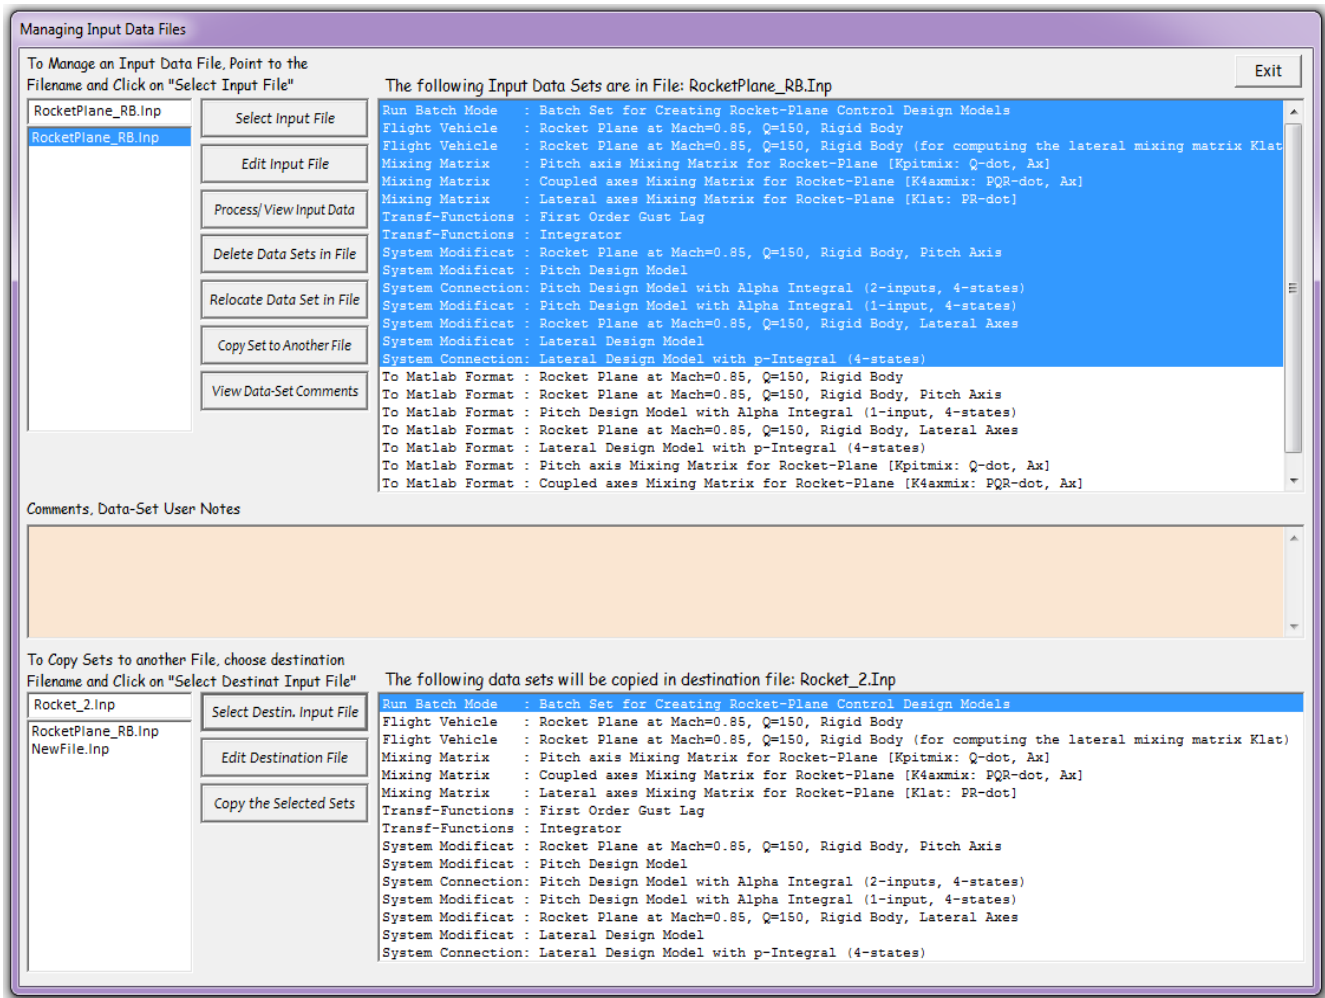 Managing Input Data Files
To Manage an Input Data File, Point to the
Filename and Click on "Select Input File"
The following Input Data Sets are in File: RocketPlane_RB.Inp
Exit
RocketPlane_RB.Inp
RocketPlane_RB.Inp
Select Input File
Edit Input File
Process/View Input Data
Delete Data Sets in File
Relocate Data Set in File
Copy Set to Another File
View Data-Set Comments
Run Batch Mode : Batch Set for Creating Rocket-Plane Control Design Models
Flight Vehicle : Rocket Plane at Mach=0.85, Q=150, Rigid Body
Flight Vehicle : Rocket Plane at Mach=0.85, Q=150, Rigid Body (for computing the lateral mixing matrix Klat
Mixing Matrix : Pitch axis Mixing Matrix for Rocket-Plane [Kpitmix: Q-dot, Ax]
Mixing Matrix : Coupled axes Mixing Matrix for Rocket-Plane [K4axmix: PQR-dot, Ax]
Mixing Matrix : Lateral axes Mixing Matrix for Rocket-Plane [Klat: PR-dot]
Transf-Functions : First Order Gust Lag
Transf-Functions : Integrator
System Modificat : Rocket Plane at Mach=0.85, Q=150, Rigid Body, Pitch Axis
System Modificat : Pitch Design Model
System Connection: Pitch Design Model with Alpha Integral (2-inputs, 4-states)
System Modificat : Pitch Design Model with Alpha Integral (1-input, 4-states)
System Modificat : Rocket Plane at Mach=0.85, Q=150, Rigid Body, Lateral Axes
System Modificat : Lateral Design Model
System Connection: Lateral Design Model with p-Integral (4-states)
To Matlab Format : Rocket Plane at Mach=0.85, Q=150, Rigid Body
To Matlab Format : Rocket Plane at Mach=0.85, Q=150, Rigid Body, Pitch Axis
To Matlab Format : Pitch Design Model with Alpha Integral (1-input, 4-states)
To Matlab Format : Rocket Plane at Mach=0.85, Q=150, Rigid Body, Lateral Axes
To Matlab Format : Lateral Design Model with p-Integral (4-states)
To Matlab Format : Pitch axis Mixing Matrix for Rocket-Plane [Kpitmix: Q-dot, Ax]
To Matlab Format : Coupled axes Mixing Matrix for Rocket-Plane [K4axmix: PQR-dot, Ax]
Comments, Data-Set User Notes
To Copy Sets to another File, choose destination
Filename and Click on "Select Destinat Input File"
The following data sets will be copied in destination file: Rocket_2.Inp
Rocket_2.Inp
RocketPlane_RB.Inp
NewFile.Inp
Select Destin. Input File
Edit Destination File
Copy the Selected Sets
Run Batch Mode : Batch Set for Creating Rocket-Plane Control Design Models
Flight Vehicle : Rocket Plane at Mach=0.85, Q=150, Rigid Body
Flight Vehicle : Rocket Plane at Mach=0.85, Q=150, Rigid Body (for computing the lateral mixing matrix Klat)
Mixing Matrix : Pitch axis Mixing Matrix for Rocket-Plane [Kpitmix: Q-dot, Ax]
Mixing Matrix : Coupled axes Mixing Matrix for Rocket-Plane [K4axmix: PQR-dot, Ax]
Mixing Matrix : Lateral axes Mixing Matrix for Rocket-Plane [Klat: PR-dot]
Transf-Functions : First Order Gust Lag
Transf-Functions : Integrator
System Modificat : Rocket Plane at Mach=0.85, Q=150, Rigid Body, Pitch Axis
System Modificat : Pitch Design Model
System Connection: Pitch Design Model with Alpha Integral (2-inputs, 4-states)
System Modificat : Pitch Design Model with Alpha Integral (1-input, 4-states)
System Modificat : Rocket Plane at Mach=0.85, Q=150, Rigid Body, Lateral Axes
System Modificat : Lateral Design Model
System Connection: Lateral Design Model with p-Integral (4-states)